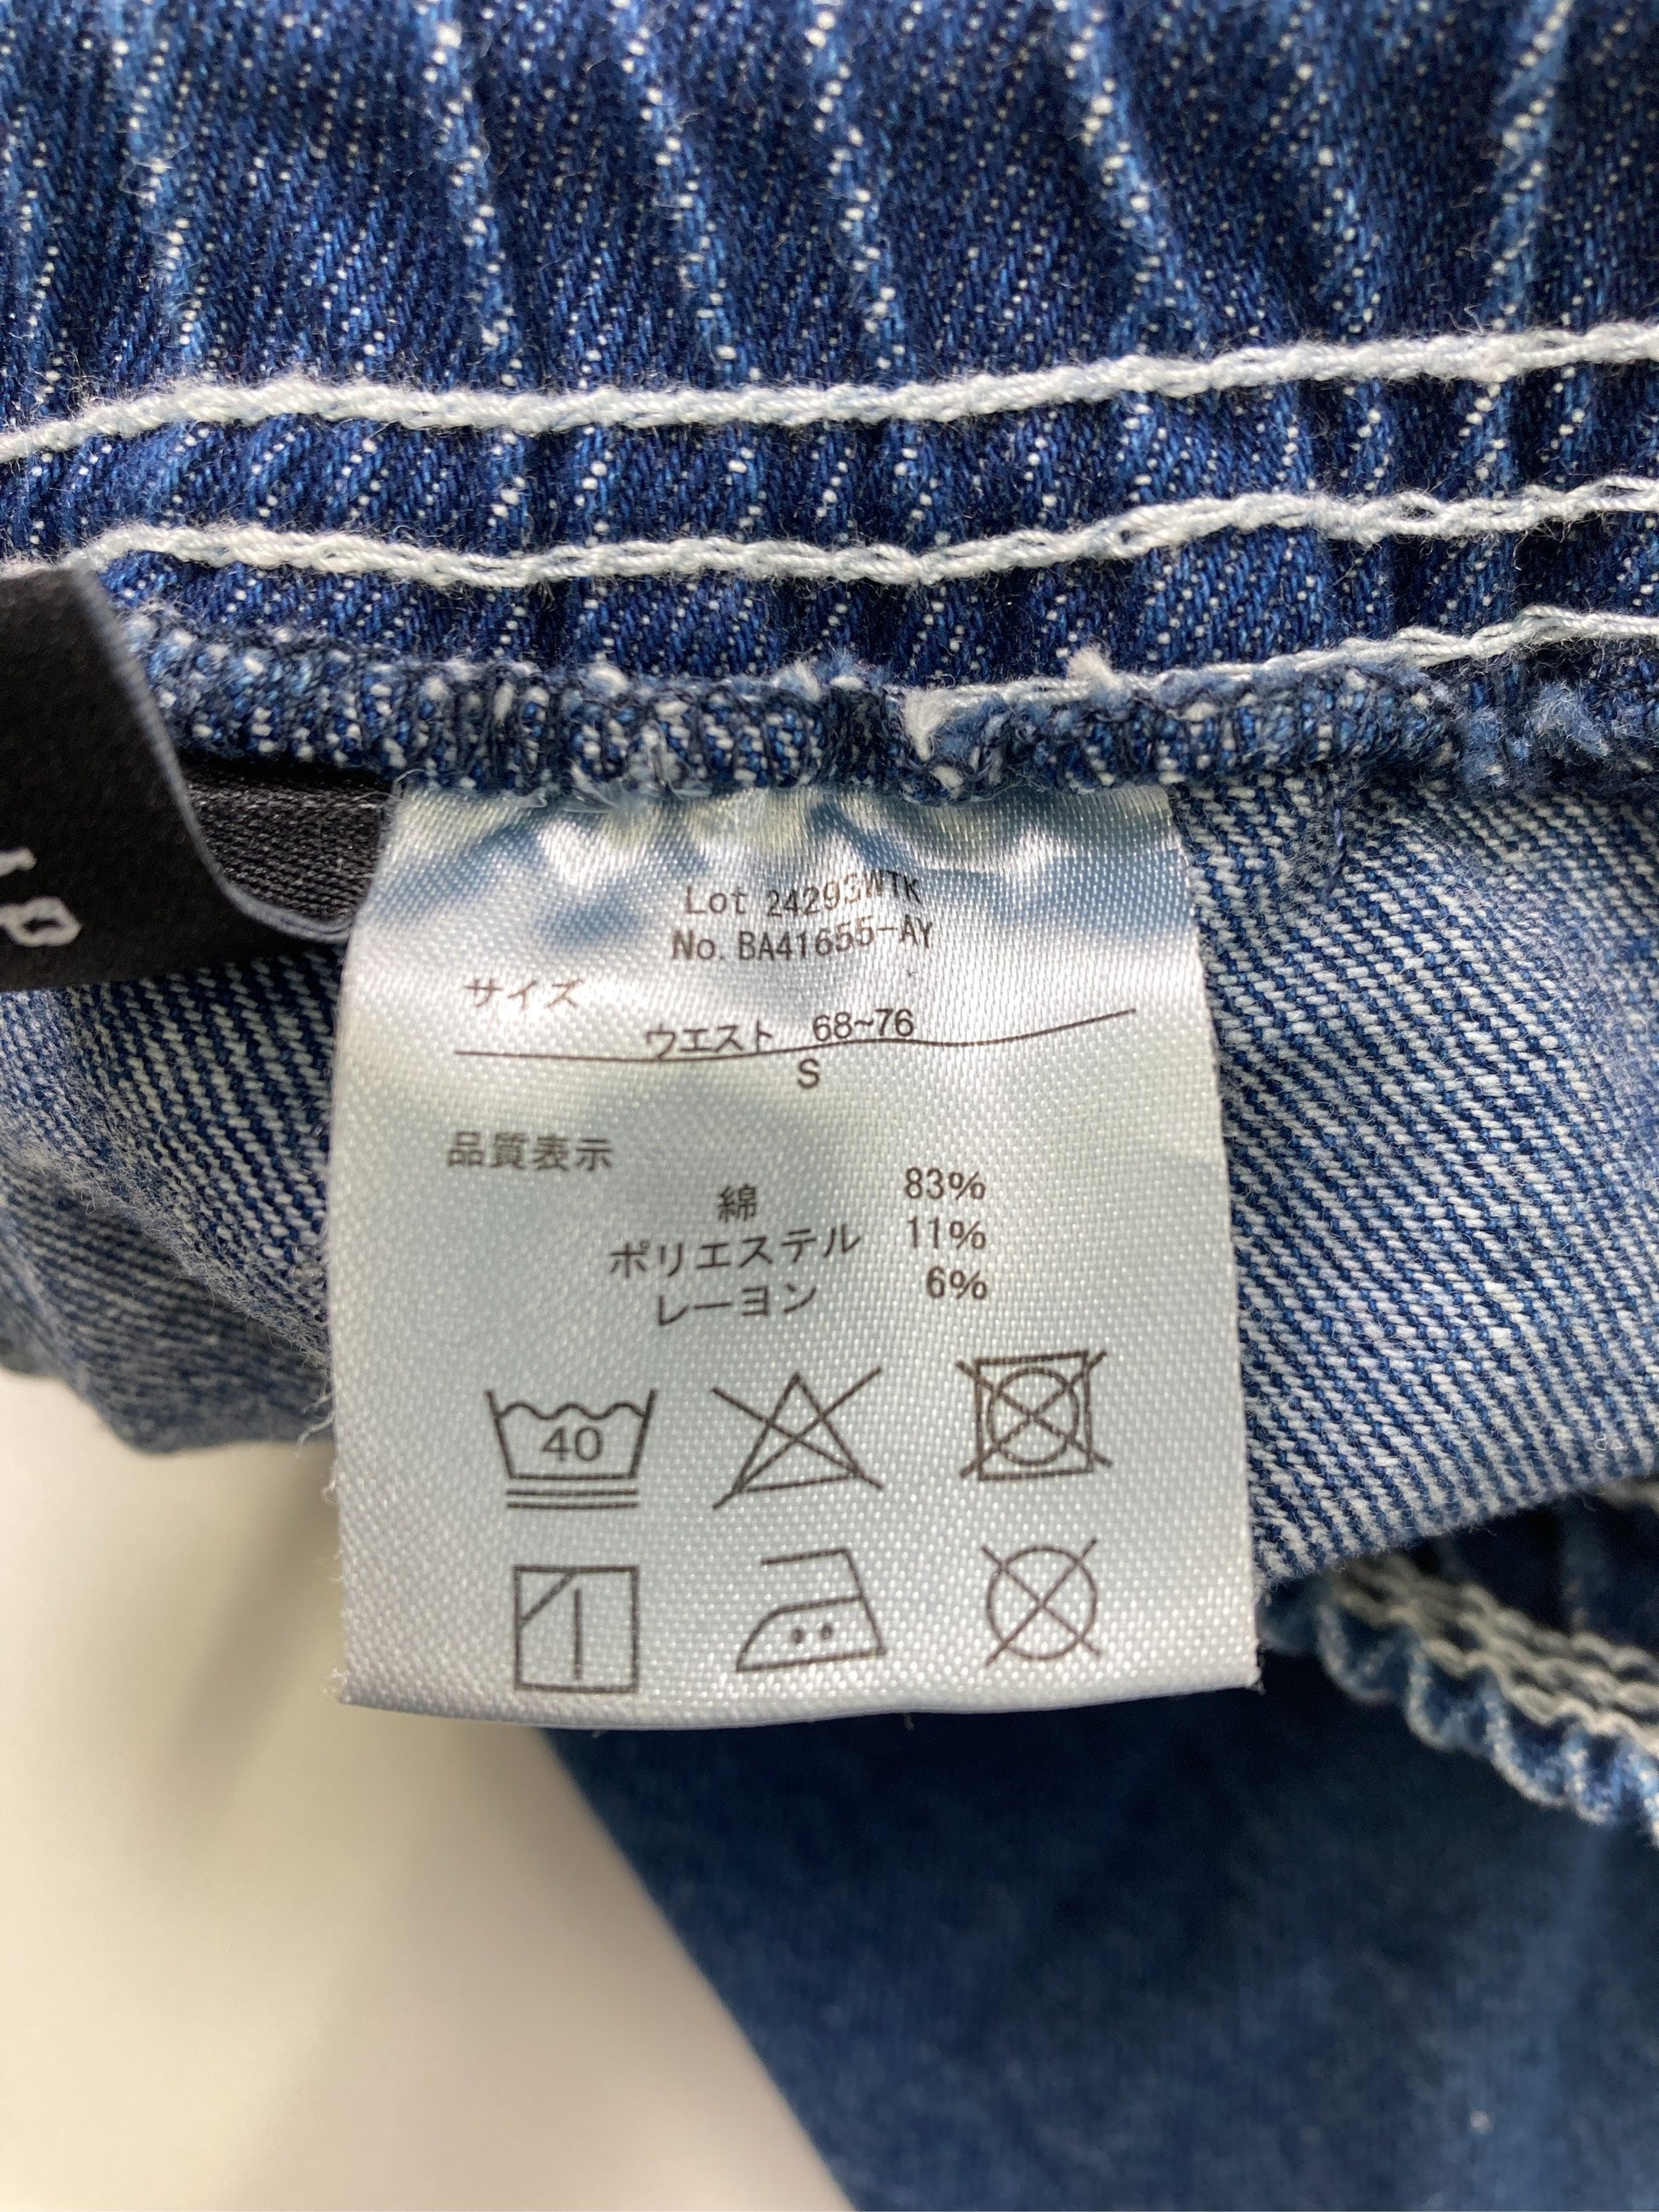 Lot 24293WTK
No. BA41655-AY
サイズ
ウエスト 68~76
S
品質表示
綿 83%
ポリエステル 11%
レーヨン 6%
40